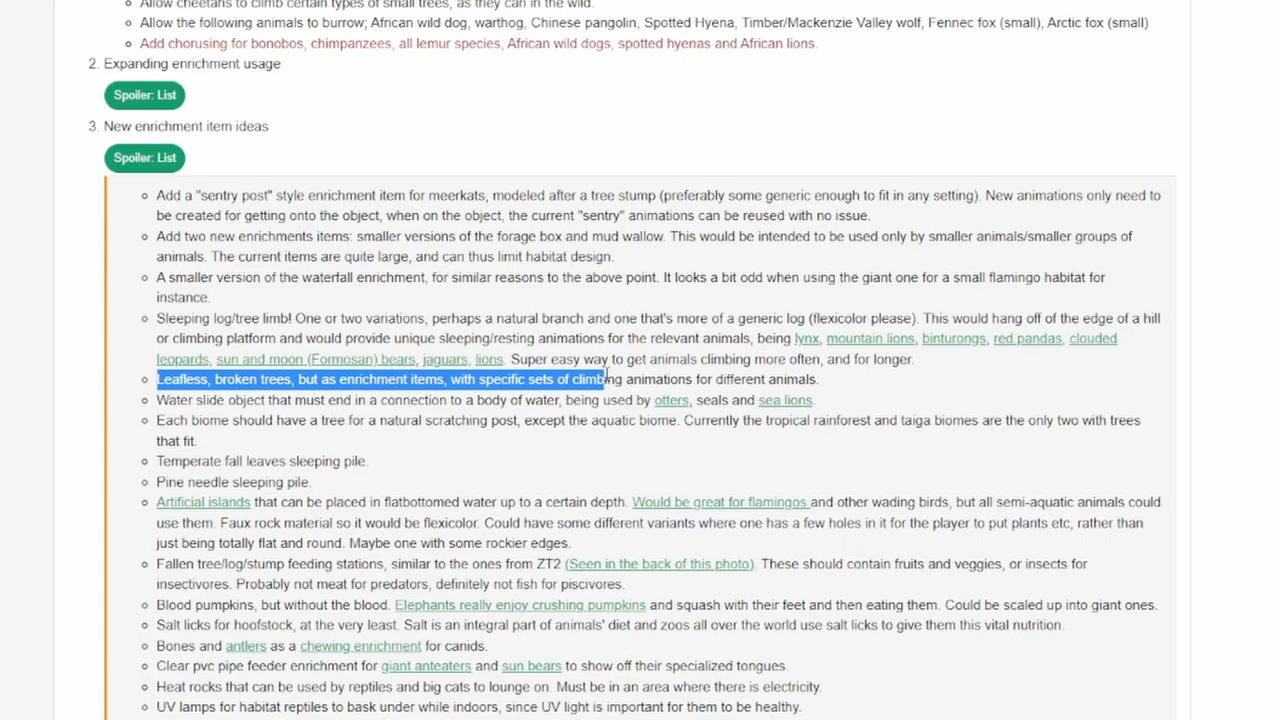 Allow cheetahs to climb certain types of small trees, as they can in the wild.
Allow the following animals to burrow; African wild dog, warthog, Chinese pangolin, Spotted Hyena, Timber/Mackenzie Valley wolf, Fennec fox (small), Arctic fox (small)
Add chorusing for bonobos, chimpanzees, all lemur species, African wild dogs, spotted hyenas and African lions.
2. Expanding enrichment usage
Spoiler: List
3. New enrichment item ideas
Spoiler: List
Add a "sentry post" style enrichment item for meerkats, modeled after a tree stump (preferably some generic enough to fit in any setting). New animations only need to
be created for getting onto the object, when on the object, the current "sentry" animations can be reused with no issue.
Add two new enrichments items: smaller versions of the forage box and mud wallow. This would be intended to be used only by smaller animals/smaller groups of
animals. The current items are quite large, and can thus limit habitat design.
A smaller version of the waterfall enrichment, for similar reasons to the above point. It looks a bit odd when using the giant one for a small flamingo habitat for
instance.
Sleeping log/tree limb! One or two variations, perhaps a natural branch and one that's more of a generic log (flexicolor please). This would hang off of the edge of a hill
or climbing platform and would provide unique sleeping/resting animations for the relevant animals, being lynx, mountain lions, binturongs, red pandas, clouded
leopards, sun and moon (Formosan) bears, jaguars, lions. Super easy way to get animals climbing more often, and for longer.
Leafless, broken trees, but as enrichment items, with specific sets of climbing animations for different animals.
Water slide object that must end in a connection to a body of water, being used by otters, seals and sea lions.
Each biome should have a tree for a natural scratching post, except the aquatic biome. Currently the tropical rainforest and taiga biomes are the only two with trees
that fit.
Temperate fall leaves sleeping pile.
Pine needle sleeping pile.
Artificial islands that can be placed in flatbottomed water up to a certain depth. Would be great for flamingos and other wading birds, but all semi-aquatic animals could
use them. Faux rock material so it would be flexicolor. Could have some different variants where one has a few holes in it for the player to put plants etc, rather than
just being totally flat and round. Maybe one with some rockier edges.
Fallen tree/log/stump feeding stations, similar to the ones from ZT2 (Seen in the back of this photo). These should contain fruits and veggies, or insects for
insectivores. Probably not meat for predators, definitely not fish for piscivores.
Blood pumpkins, but without the blood. Elephants really enjoy crushing pumpkins and squash with their feet and then eating them. Could be scaled up into giant ones.
Salt licks for hoofstock, at the very least. Salt is an integral part of animals' diet and zoos all over the world use salt licks to give them this vital nutrition.
Bones and antlers as a chewing enrichment for canids.
Clear pvc pipe feeder enrichment for giant anteaters and sun bears to show off their specialized tongues.
Heat rocks that can be used by reptiles and big cats to lounge on. Must be in an area where there is electricity.
UV lamps for habitat reptiles to bask under while indoors, since UV light is important for them to be healthy.